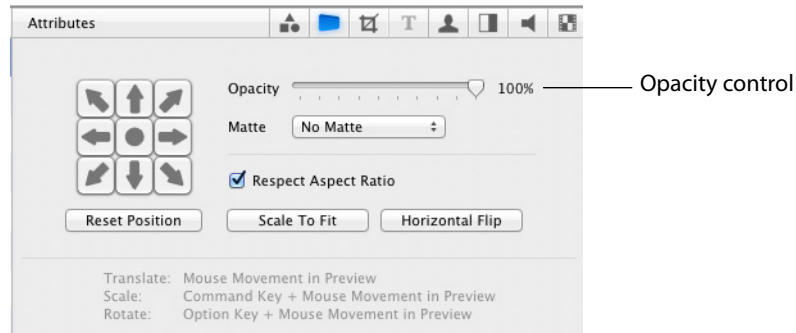 Attributes
T
Opacity 100% Opacity control
Matte No Matte
Respect Aspect Ratio
Reset Position Scale To Fit Horizontal Flip
Translate: Mouse Movement in Preview
Scale: Command Key + Mouse Movement in Preview
Rotate: Option Key + Mouse Movement in Preview